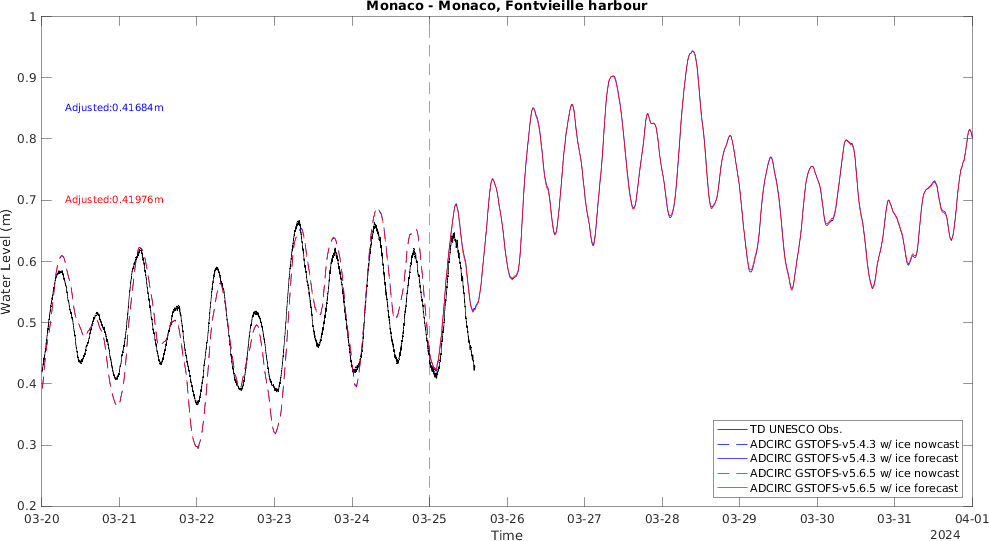 Monaco - Monaco, Fontvieille harbour
1
0.9
0.8
0.7
0.6
0.5
0.4
0.3
0.2
Water Level (m)
Adjusted:0.41684m
Adjusted:0.41976m
TD UNESCO Obs.
ADCIRC GSTOFS-v5.4.3 w/ ice nowcast
ADCIRC GSTOFS-v5.4.3 w/ ice forecast
ADCIRC GSTOFS-v5.6.5 w/ ice nowcast
ADCIRC GSTOFS-v5.6.5 w/ ice forecast
03-20 03-21 03-22 03-23 03-24 03-25 03-26 03-27 03-28 03-29 03-30 03-31 04-01
Time
2024